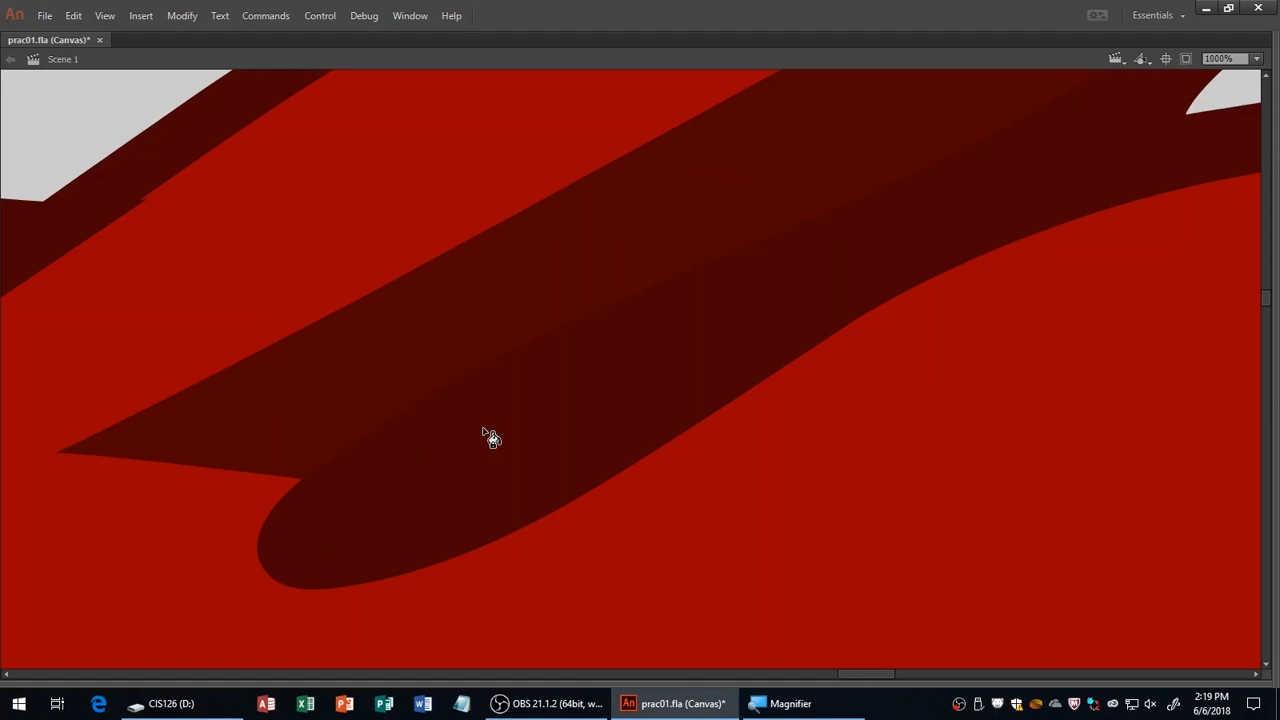 An File Edit View Insert Modify Text Commands Control Debug Window Help Essentials
prac01.fla (Canvas)* ×
Scene 1 1000%
CIS126 (D:) OBS 21.1.2 (64bit, w... An prac01.fla (Canvas)* Magnifier 2:19 PM
6/6/2018